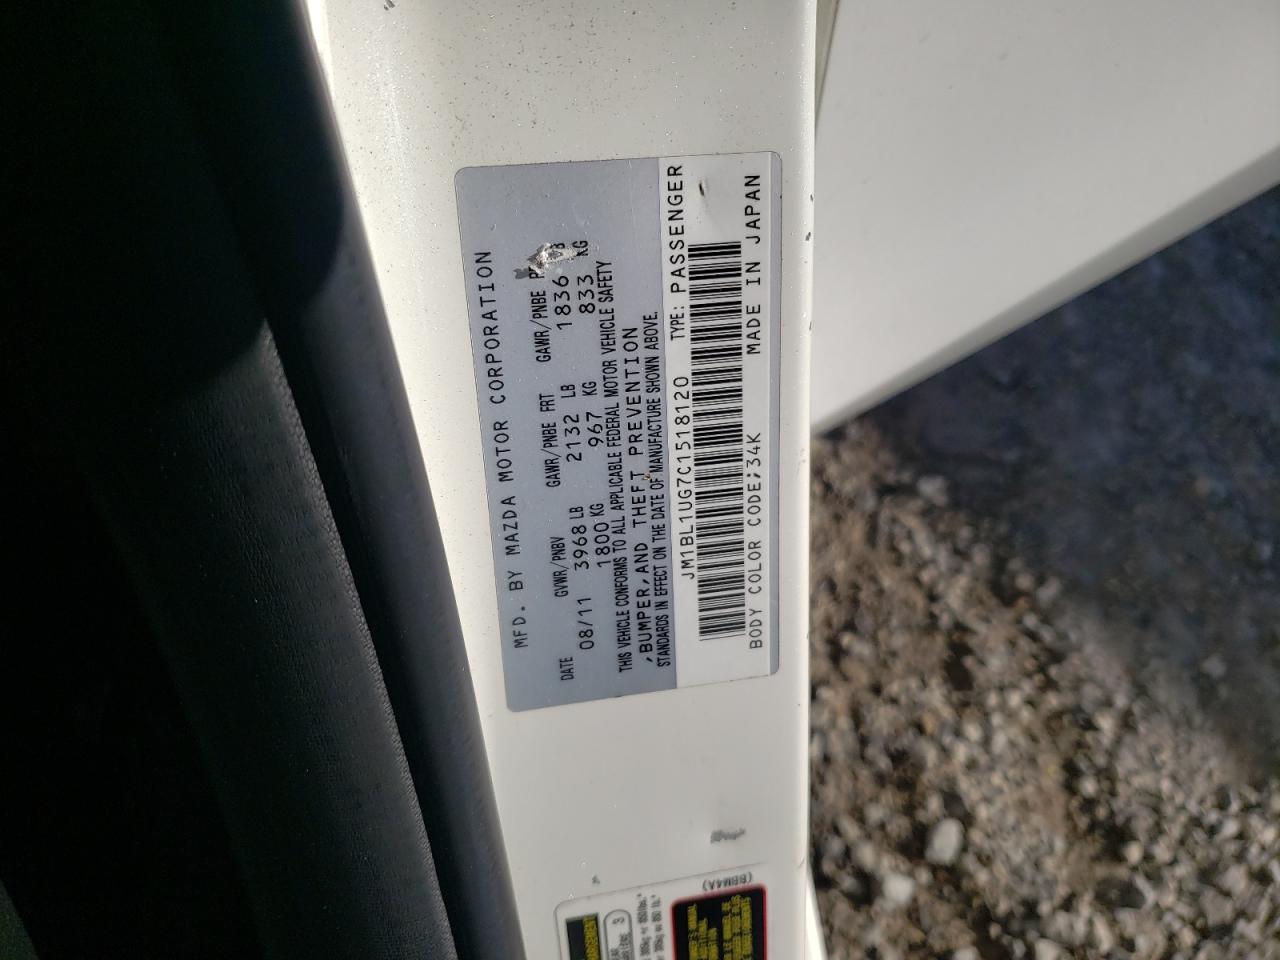 MFD. BY MAZDA MOTOR CORPORATION
DATE GVWR/PNBV GAWR/PNBE FRT GAWR/PNBE
08/11 3968 LB 2132 LB 1836
1800 KG 967 KG 833 KG
THIS VEHICLE CONFORMS TO ALL APPLICABLE FEDERAL MOTOR VEHICLE SAFETY
,BUMPER,AND THEFT PREVENTION
STANDARDS IN EFFECT ON THE DATE OF MANUFACTURE SHOWN ABOVE.
JM1BL1UG7C1518120 TYPE: PASSENGER
BODY COLOR CODE;34K MADE IN JAPAN
(BBM4A)
3